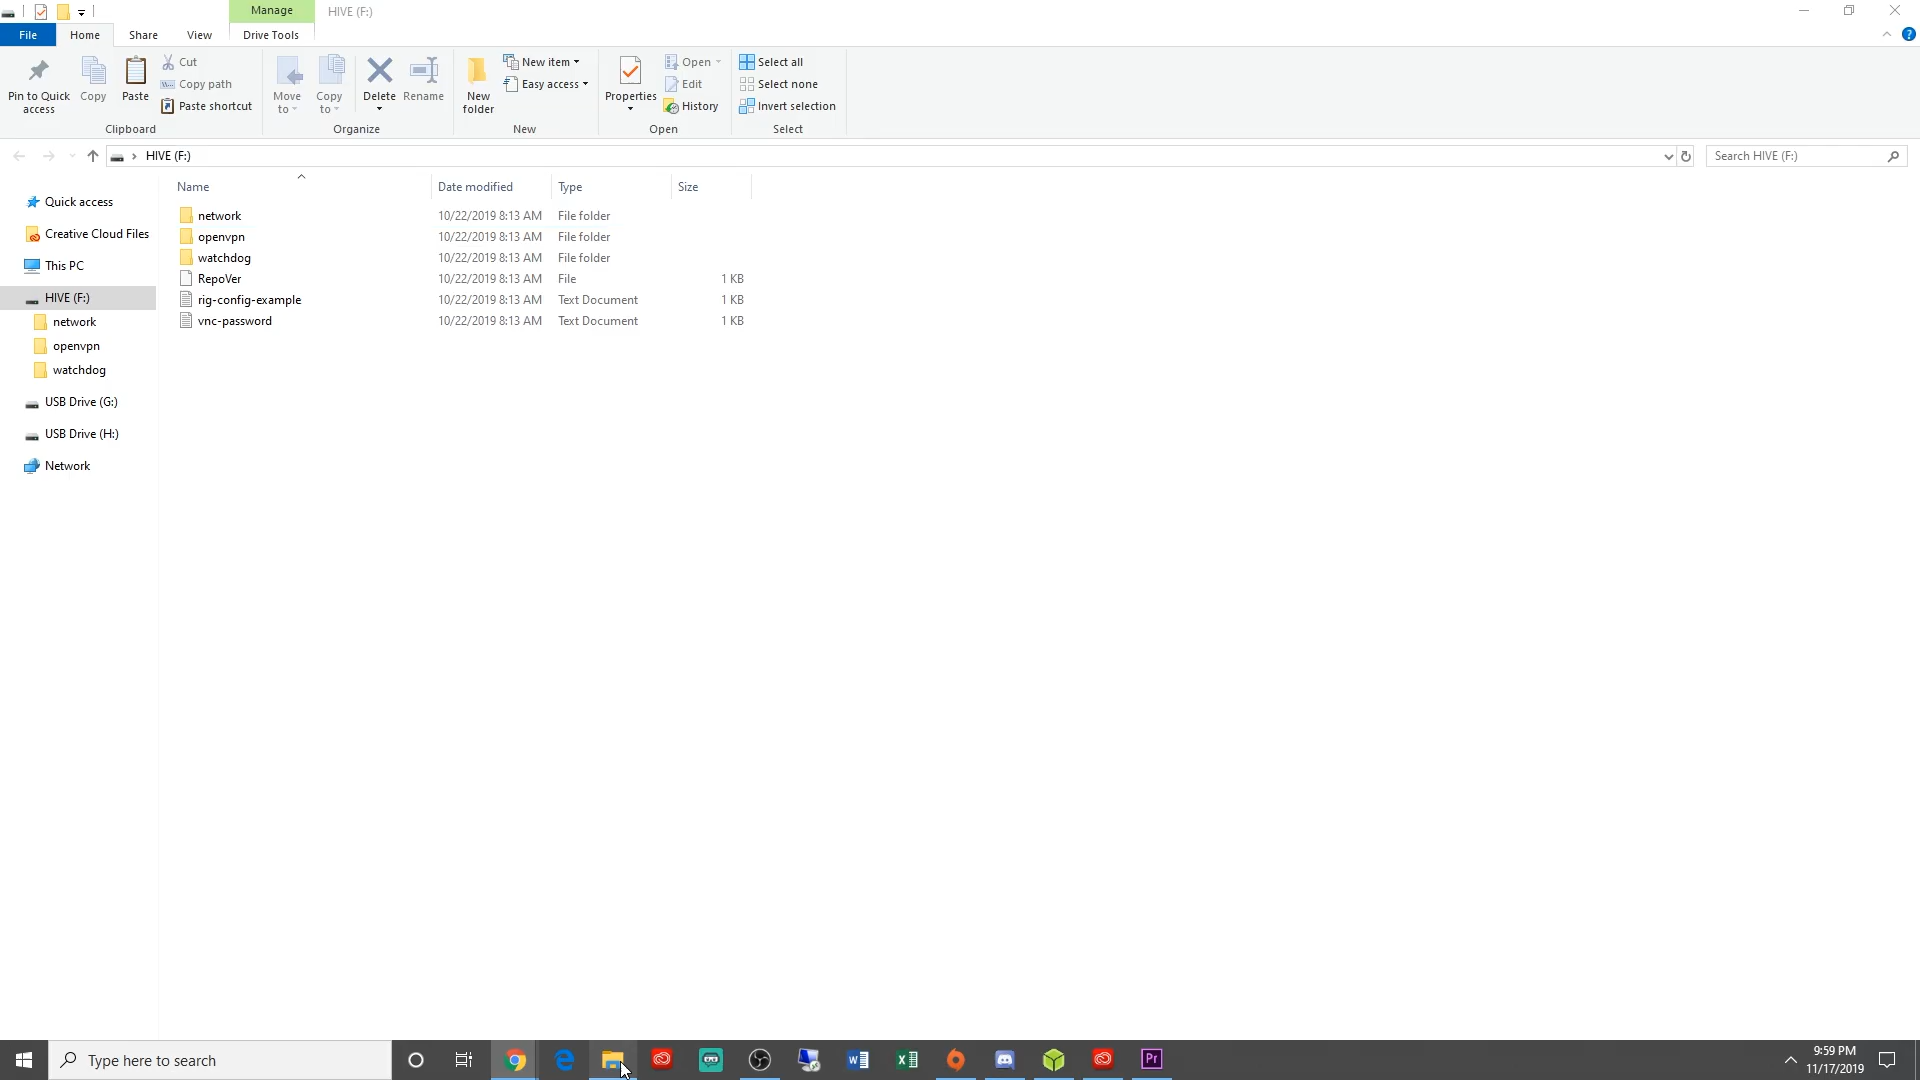 Manage
HIVE (F:)
File
Home
Share
View
Drive Tools
Pin to Quick access
Copy
Paste
Cut
Copy path
Paste shortcut
Clipboard
Move to
Copy to
Delete
Rename
Organize
New folder
New item
Easy access
New
Properties
Open
Edit
History
Open
Select all
Select none
Invert selection
Select
HIVE (F:)
Search HIVE (F:)
Name Date modified Type Size
network 10/22/2019 8:13 AM File folder
openvpn 10/22/2019 8:13 AM File folder
watchdog 10/22/2019 8:13 AM File folder
RepoVer 10/22/2019 8:13 AM File 1 KB
rig-config-example 10/22/2019 8:13 AM Text Document 1 KB
vnc-password 10/22/2019 8:13 AM Text Document 1 KB
Quick access
Creative Cloud Files
This PC
HIVE (F:)
network
openvpn
watchdog
USB Drive (G:)
USB Drive (H:)
Network
Type here to search
Pr
9:59 PM
11/17/2019